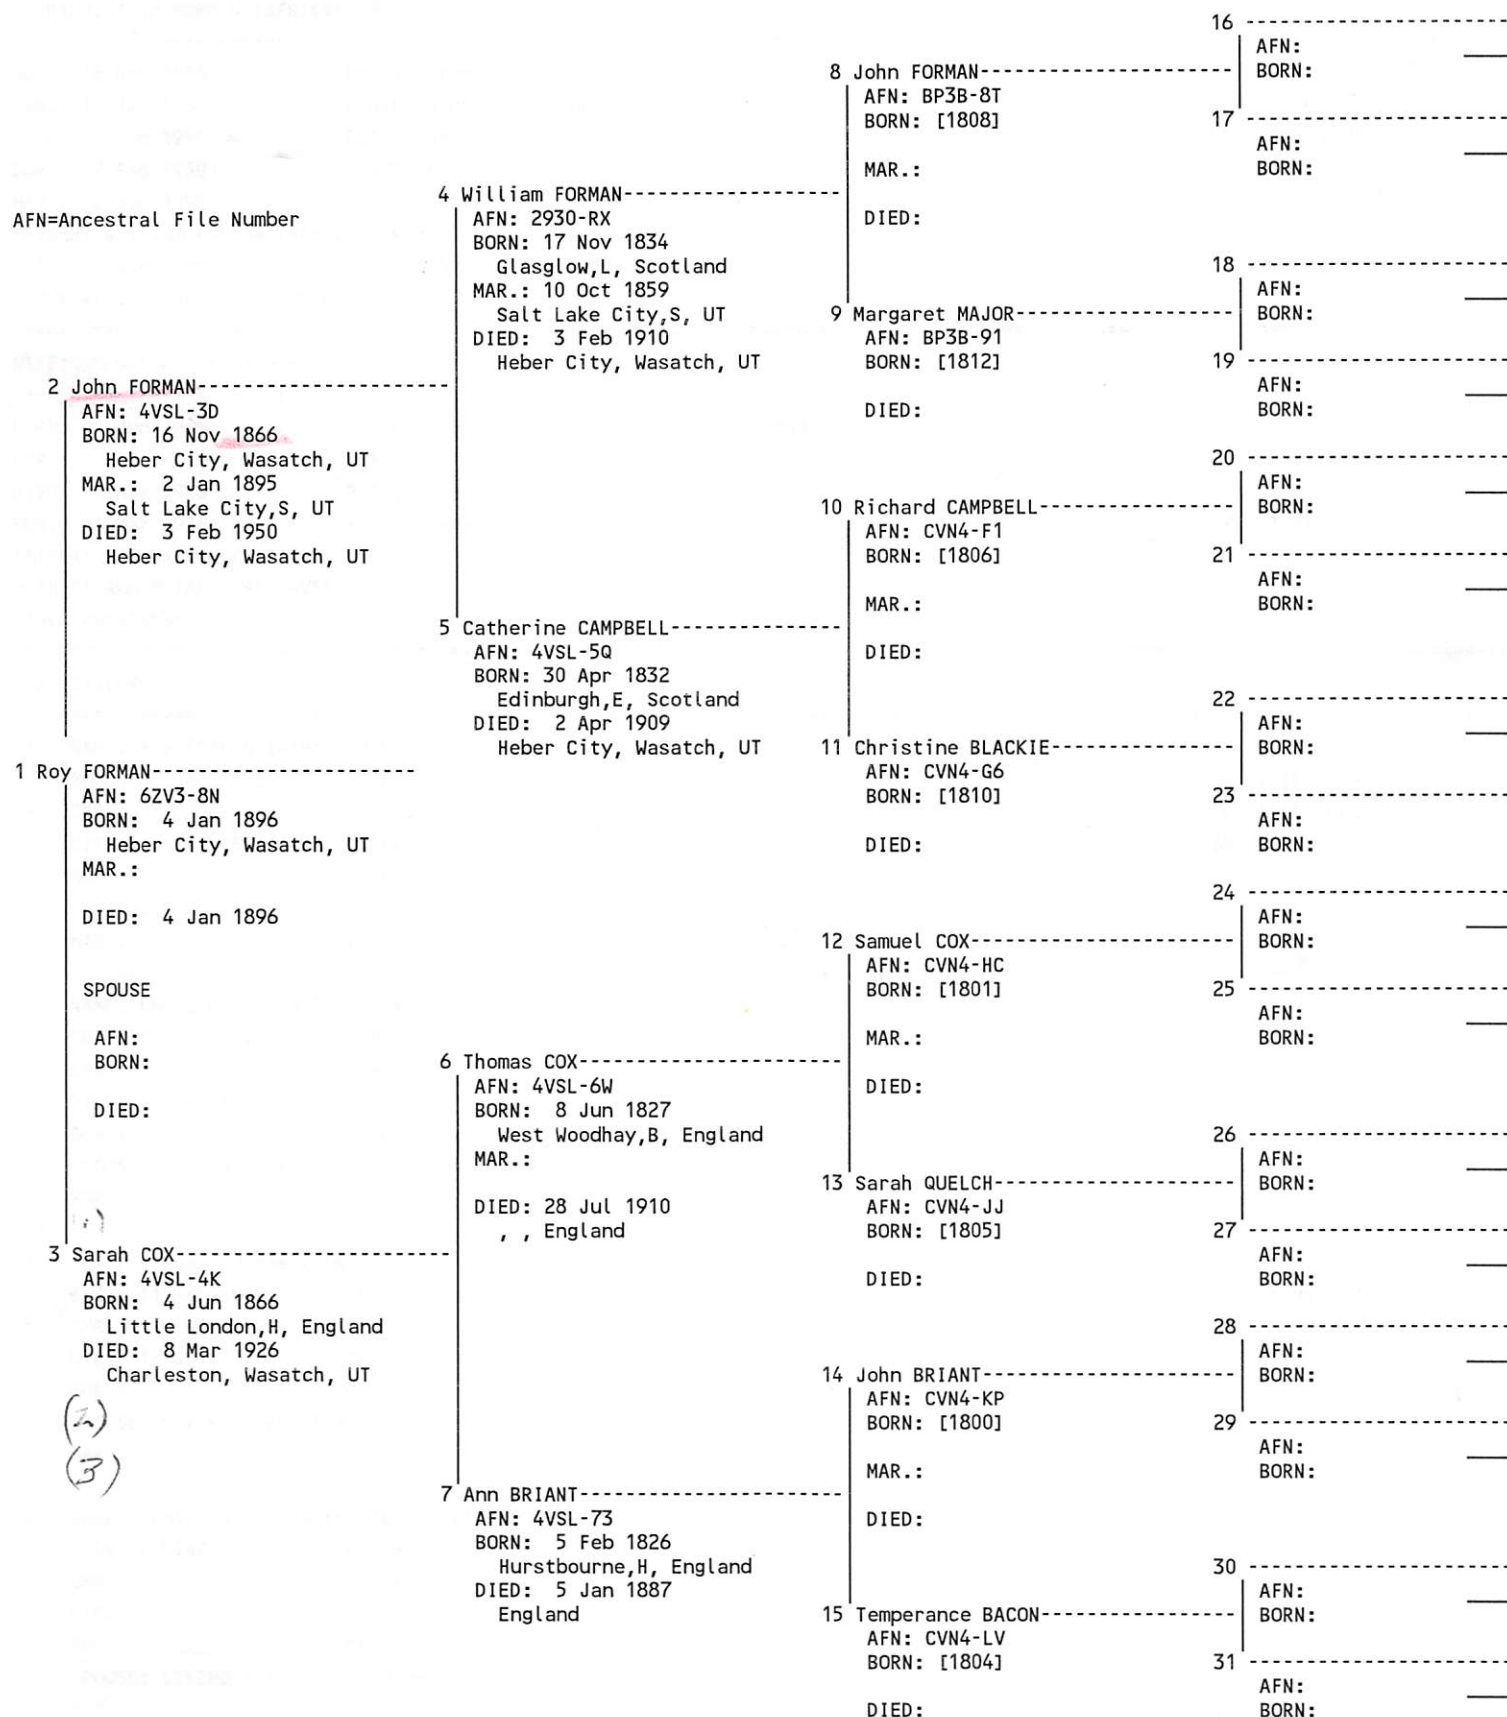 AFN=Ancestral File Number
1 Roy FORMAN
AFN: 6ZV3-8N
BORN: 4 Jan 1896
Heber City, Wasatch, UT
MAR.:
DIED: 4 Jan 1896
SPOUSE
AFN:
BORN:
DIED:
2 John FORMAN
AFN: 4VSL-3D
BORN: 16 Nov 1866
Heber City, Wasatch, UT
MAR.: 2 Jan 1895
Salt Lake City,S, UT
DIED: 3 Feb 1950
Heber City, Wasatch, UT
3 Sarah COX
AFN: 4VSL-4K
BORN: 4 Jun 1866
Little London,H, England
DIED: 8 Mar 1926
Charleston, Wasatch, UT
(2)
(3)
4 William FORMAN
AFN: 2930-RX
BORN: 17 Nov 1834
Glasglow,L, Scotland
MAR.: 10 Oct 1859
Salt Lake City,S, UT
DIED: 3 Feb 1910
Heber City, Wasatch, UT
5 Catherine CAMPBELL
AFN: 4VSL-5Q
BORN: 30 Apr 1832
Edinburgh,E, Scotland
DIED: 2 Apr 1909
Heber City, Wasatch, UT
6 Thomas COX
AFN: 4VSL-6W
BORN: 8 Jun 1827
West Woodhay,B, England
MAR.:
DIED: 28 Jul 1910
, , England
7 Ann BRIANT
AFN: 4VSL-73
BORN: 5 Feb 1826
Hurstbourne,H, England
DIED: 5 Jan 1887
England
8 John FORMAN
AFN: BP3B-8T
BORN: [1808]
MAR.:
DIED:
9 Margaret MAJOR
AFN: BP3B-91
BORN: [1812]
DIED:
10 Richard CAMPBELL
AFN: CVN4-F1
BORN: [1806]
MAR.:
DIED:
11 Christine BLACKIE
AFN: CVN4-G6
BORN: [1810]
DIED:
12 Samuel COX
AFN: CVN4-HC
BORN: [1801]
MAR.:
DIED:
13 Sarah QUELCH
AFN: CVN4-JJ
BORN: [1805]
DIED:
14 John BRIANT
AFN: CVN4-KP
BORN: [1800]
MAR.:
DIED:
15 Temperance BACON
AFN: CVN4-LV
BORN: [1804]
DIED:
16
AFN:
BORN:
17
AFN:
BORN:
18
AFN:
BORN:
19
AFN:
BORN:
20
AFN:
BORN:
21
AFN:
BORN:
22
AFN:
BORN:
23
AFN:
BORN:
24
AFN:
BORN:
25
AFN:
BORN:
26
AFN:
BORN:
27
AFN:
BORN:
28
AFN:
BORN:
29
AFN:
BORN:
30
AFN:
BORN:
31
AFN:
BORN: